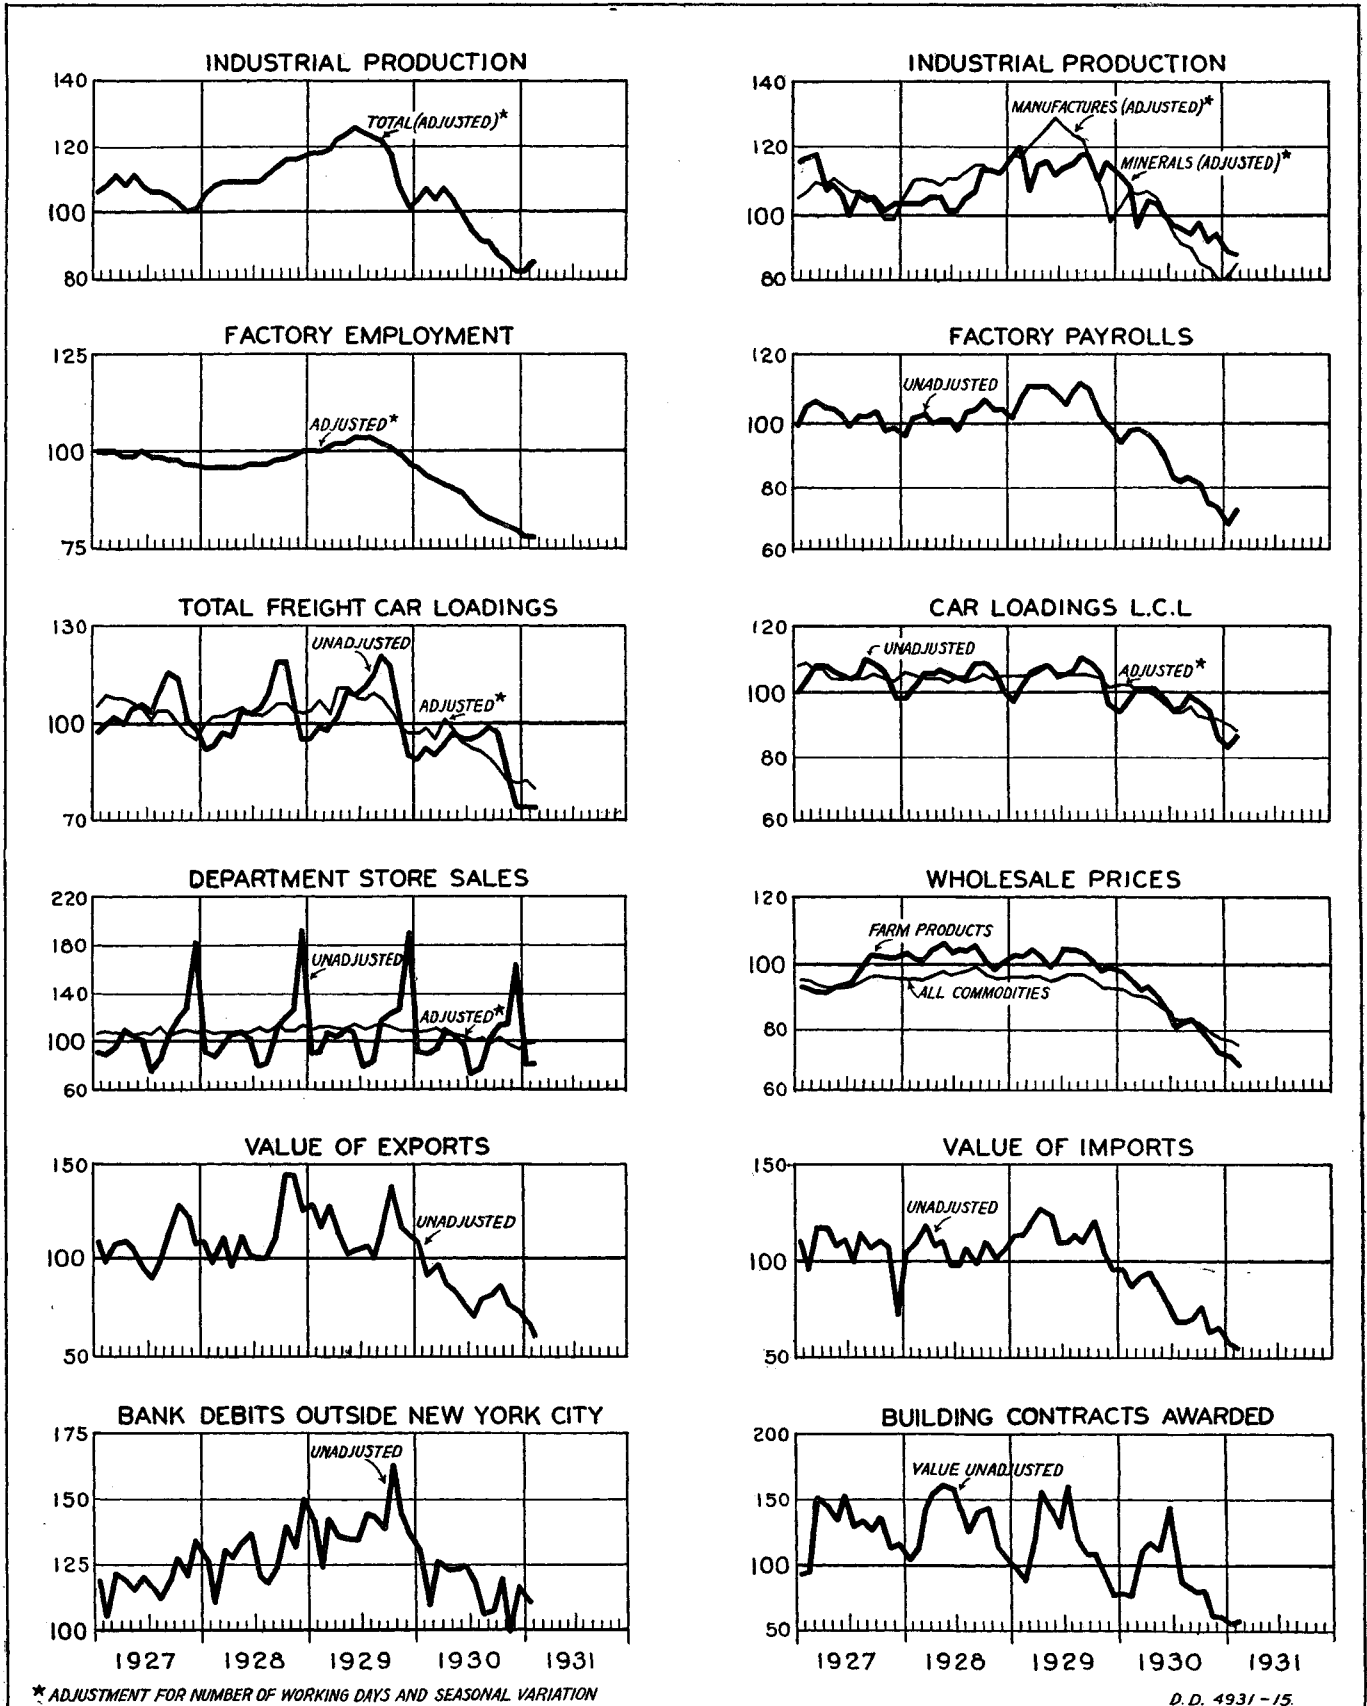 INDUSTRIAL PRODUCTION
140
120
100
80
TOTAL (ADJUSTED)*
INDUSTRIAL PRODUCTION
140
120
100
80
MANUFACTURES (ADJUSTED)*
MINERALS (ADJUSTED)*
FACTORY EMPLOYMENT
125
100
75
ADJUSTED*
FACTORY PAYROLLS
120
100
80
60
UNADJUSTED
TOTAL FREIGHT CAR LOADINGS
130
100
70
UNADJUSTED
ADJUSTED*
CAR LOADINGS L.C.L
120
100
80
60
UNADJUSTED
ADJUSTED*
DEPARTMENT STORE SALES
220
180
140
100
60
UNADJUSTED
ADJUSTED*
WHOLESALE PRICES
120
100
80
60
FARM PRODUCTS
ALL COMMODITIES
VALUE OF EXPORTS
150
100
50
UNADJUSTED
VALUE OF IMPORTS
150
100
50
UNADJUSTED
BANK DEBITS OUTSIDE NEW YORK CITY
175
150
125
100
UNADJUSTED
1927 1928 1929 1930 1931
BUILDING CONTRACTS AWARDED
200
150
100
50
VALUE UNADJUSTED
1927 1928 1929 1930 1931
* ADJUSTMENT FOR NUMBER OF WORKING DAYS AND SEASONAL VARIATION
D.D. 4931-15.